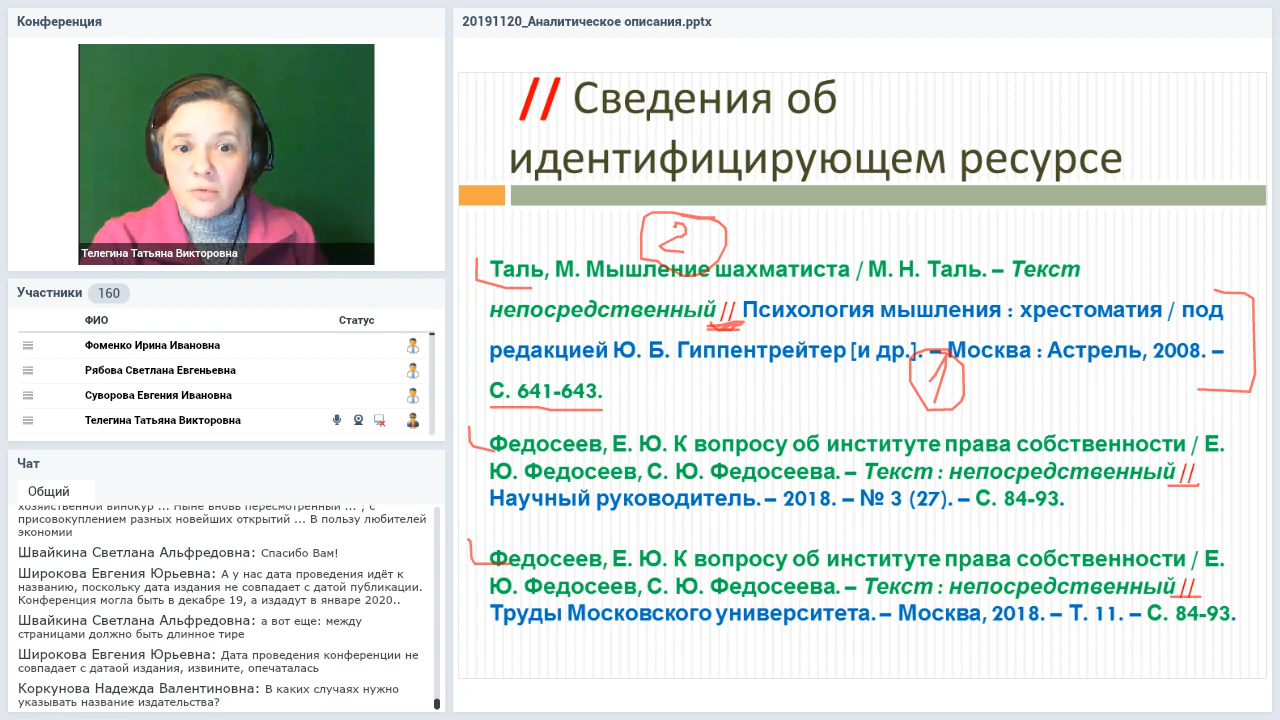 Конференция
Телегина Татьяна Викторовна
Участники 160
ФИО Статус
Фоменко Ирина Ивановна
Рябова Светлана Евгеньевна
Суворова Евгения Ивановна
Телегина Татьяна Викторовна
Чат
Общий
хозяйственной винокур ... Ныне вновь пересмотренный ... , с
присовокуплением разных новейших открытий ... В пользу любителей
экономии
Швайкина Светлана Альфредовна: Спасибо Вам!
Широкова Евгения Юрьевна: А у нас дата проведения идёт к
названию, поскольку дата издания не совпадает с датой публикации.
Конференция могла быть в декабре 19, а издадут в январе 2020..
Швайкина Светлана Альфредовна: а вот еще: между
страницами должно быть длинное тире
Широкова Евгения Юрьевна: Дата проведения конференции не
совпадает с датаой издания, извините, опечаталась
Коркунова Надежда Валентиновна: В каких случаях нужно
указывать название издательства?
20191120_Аналитическое описания.pptx
// Сведения об
идентифицирующем ресурсе
2
Таль, М. Мышление шахматиста / М. Н. Таль. – Текст
непосредственный // Психология мышления : хрестоматия / под
редакцией Ю. Б. Гиппентрейтер [и др.]. – Москва : Астрель, 2008. –
1
С. 641-643.
Федосеев, Е. Ю. К вопросу об институте права собственности / Е.
Ю. Федосеев, С. Ю. Федосеева. – Текст : непосредственный //
Научный руководитель. – 2018. – № 3 (27). – С. 84-93.
Федосеев, Е. Ю. К вопросу об институте права собственности / Е.
Ю. Федосеев, С. Ю. Федосеева. – Текст : непосредственный //
Труды Московского университета. – Москва, 2018. – Т. 11. – С. 84-93.